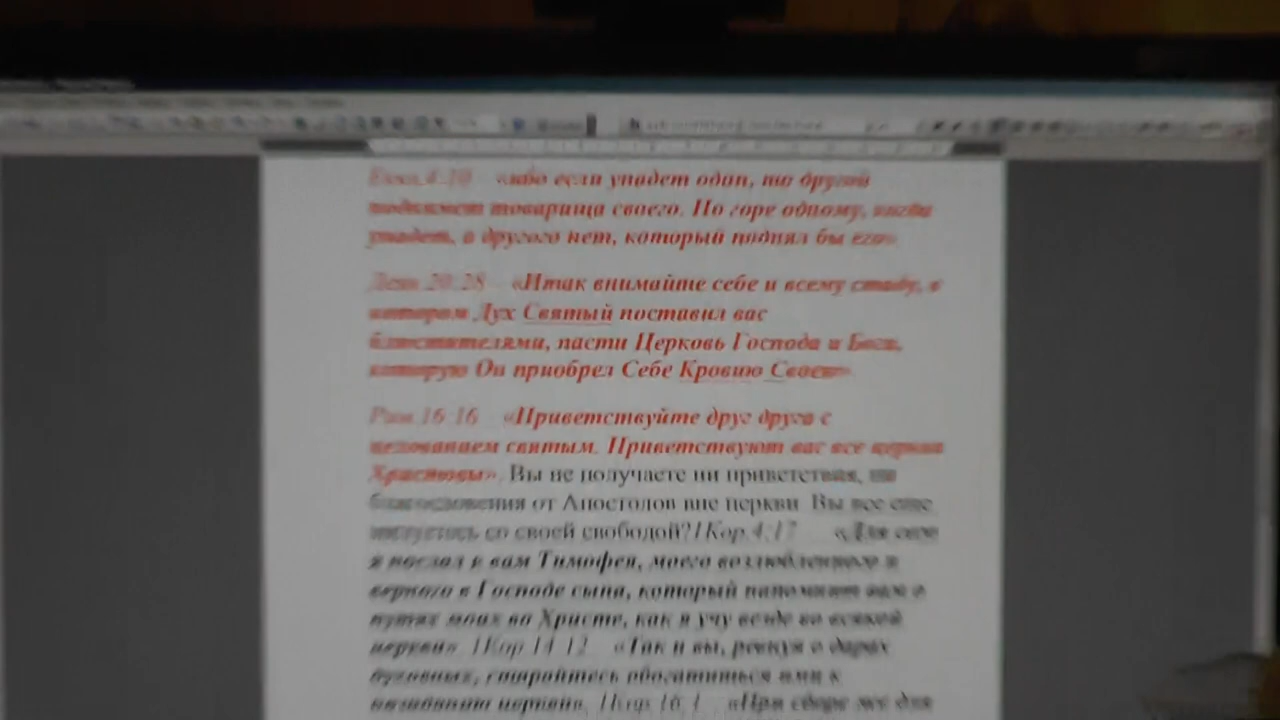 Еккл.4:10 «ибо если упадет один, то другой
поднимет товарища своего. Но горе одному, когда
упадет, а другого нет, который поднял бы его»
Деян.20:28 «Итак внимайте себе и всему стаду, в
котором Дух Святый поставил вас
блюстителями, пасти Церковь Господа и Бога,
которую Он приобрел Себе Кровию Своею»
Рим.16:16 «Приветствуйте друг друга с
целованием святым. Приветствуют вас все церкви
Христовы». Вы не получаете ни приветствия, ни
благословения от Апостолов вне церкви. Вы все еще
со своей свободой? 1Кор.4:17 «Для сего
я послал к вам Тимофея, моего возлюбленного и
верного в Господе сына, который напомнит вам о
путях моих во Христе, как я учу везде во всякой
церкви». 1Кор.14:12 «Так и вы, ревнуя о дарах
духовных, старайтесь обогатиться ими к
назиданию церкви». 1Кор.16:1 «При сборе же для